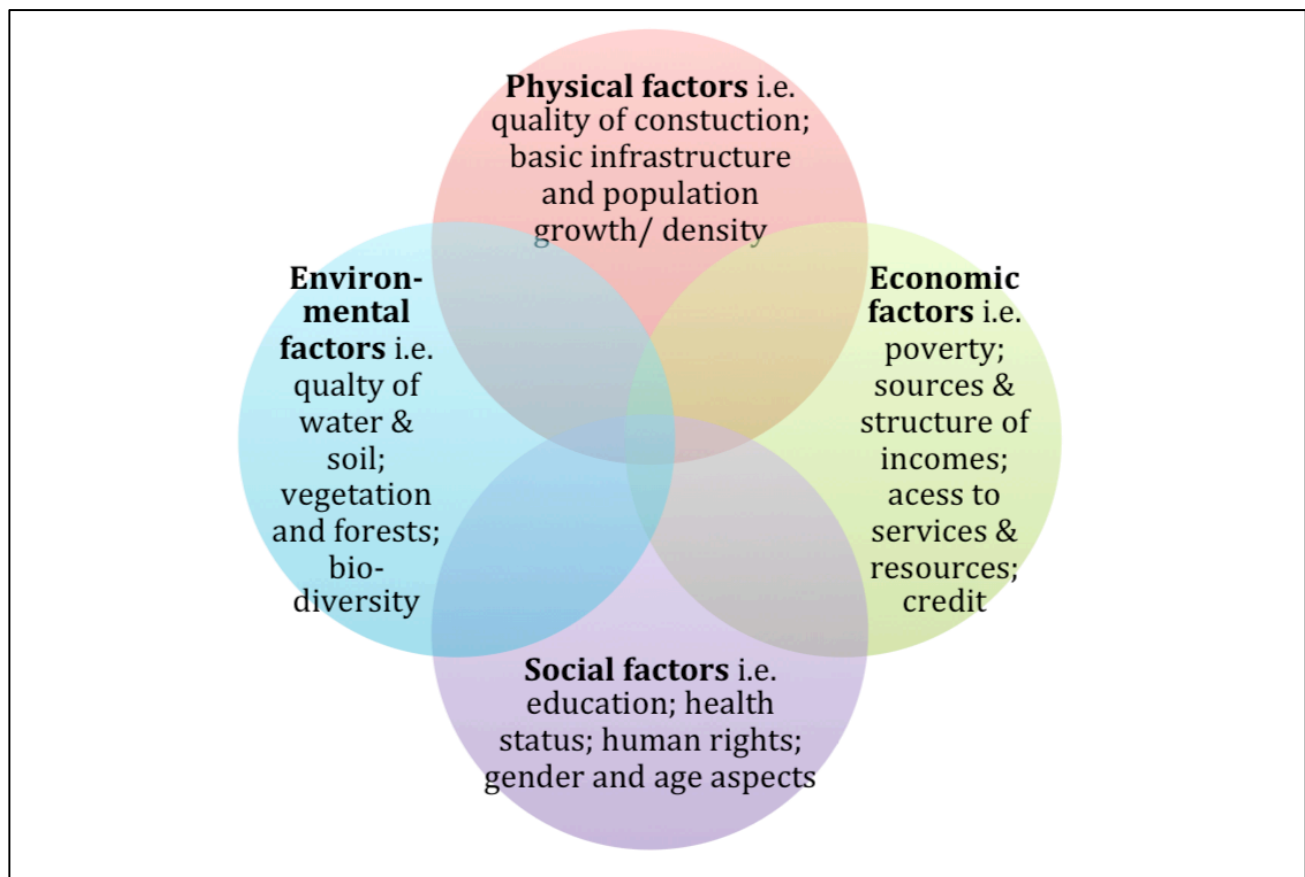 Physical factors i.e.
quality of constuction;
basic infrastructure
and population
growth/ density
Environ-
mental
factors i.e.
qualty of
water &
soil;
vegetation
and forests;
bio-
diversity
Economic
factors i.e.
poverty;
sources &
structure of
incomes;
acess to
services &
resources;
credit
Social factors i.e.
education; health
status; human rights;
gender and age aspects